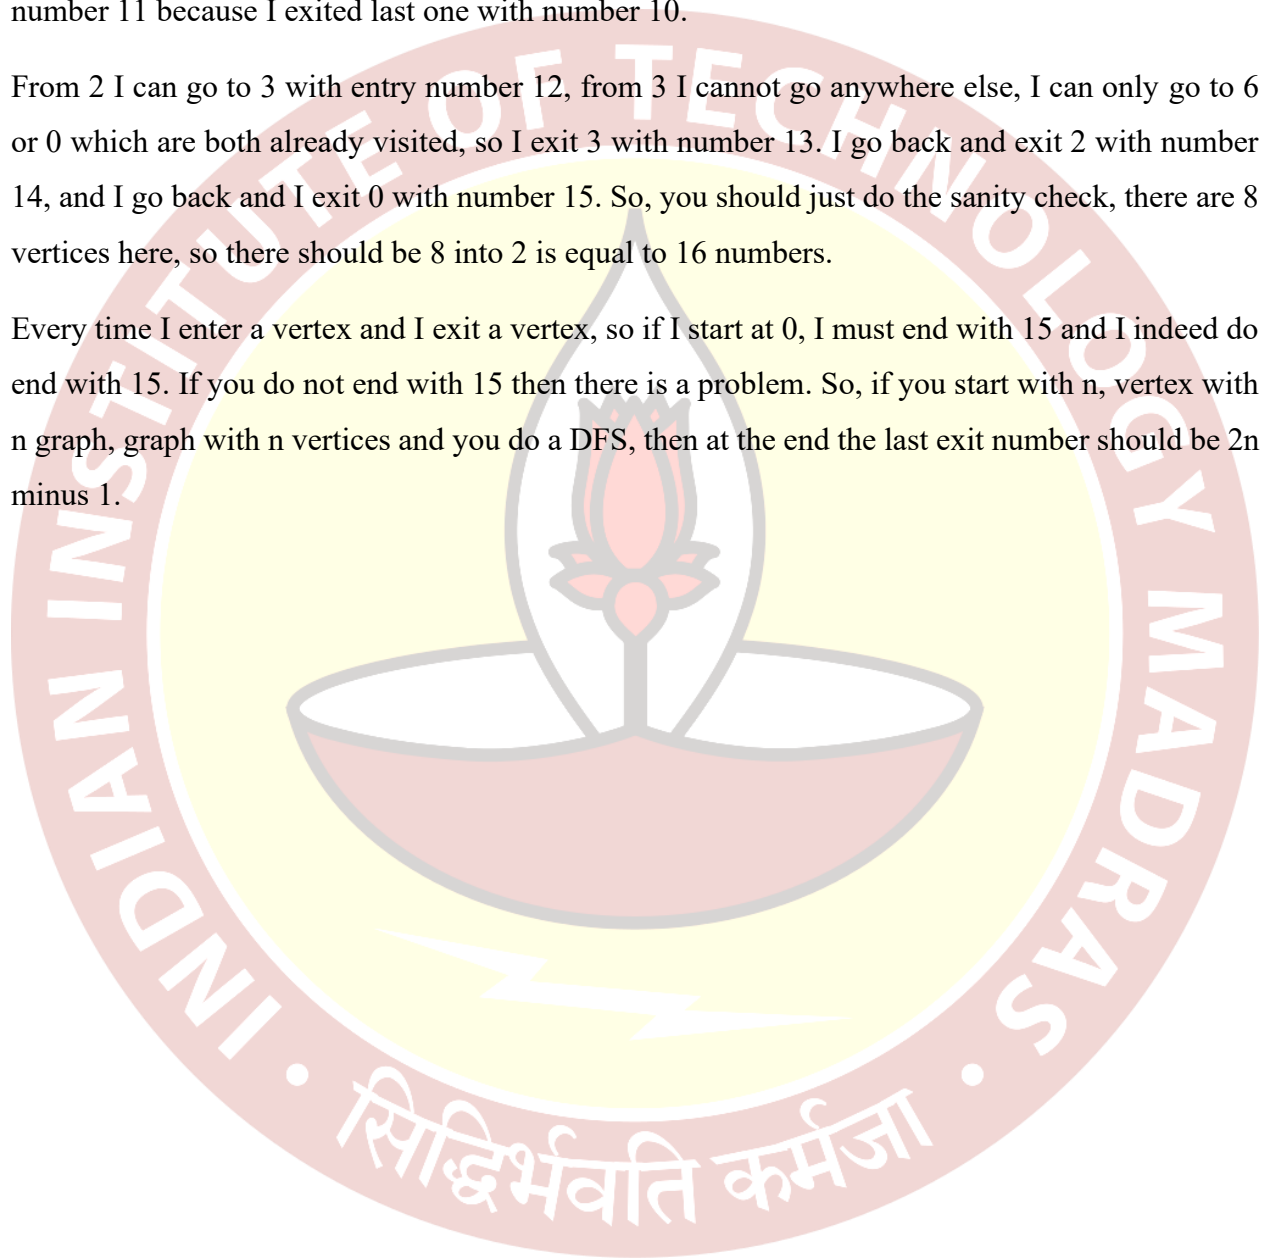 number 11 because I exited last one with number 10.
From 2 I can go to 3 with entry number 12, from 3 I cannot go anywhere else, I can only go to 6
or 0 which are both already visited, so I exit 3 with number 13. I go back and exit 2 with number
14, and I go back and I exit 0 with number 15. So, you should just do the sanity check, there are 8
vertices here, so there should be 8 into 2 is equal to 16 numbers.
Every time I enter a vertex and I exit a vertex, so if I start at 0, I must end with 15 and I indeed do
end with 15. If you do not end with 15 then there is a problem. So, if you start with n, vertex with
n graph, graph with n vertices and you do a DFS, then at the end the last exit number should be 2n
minus 1.
INDIAN INSTITUTE OF TECHNOLOGY MADRAS
सिद्धिर्भवति कर्मजा